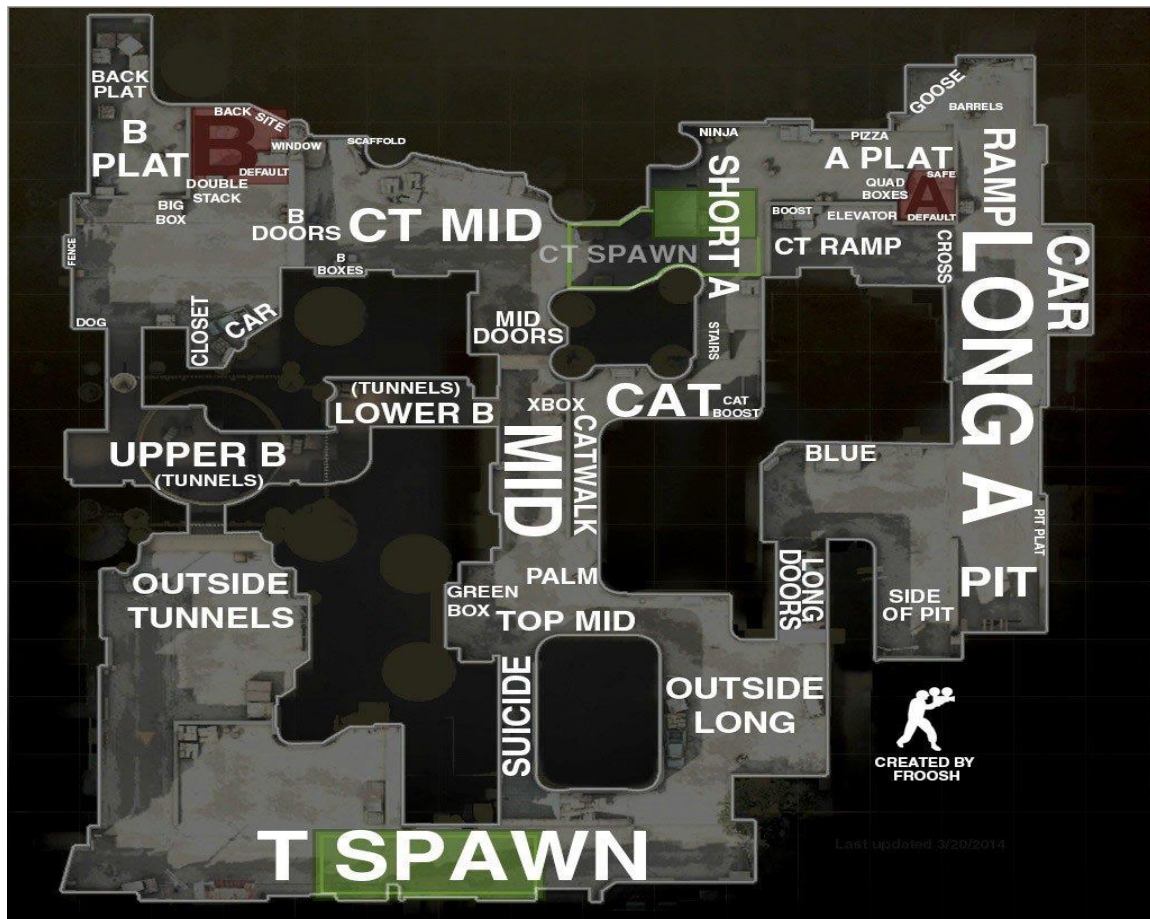 BACK
PLAT
B
PLAT
BACK SITE
B
WINDOW
DEFAULT
DOUBLE
STACK
BIG
BOX
B
DOORS
SCAFFOLD
CT MID
B
BOXES
FENCE
DOG
CLOSET
CAR
MID
DOORS
CT SPAWN
NINJA
SHORT A
STAIRS
PIZZA
A PLAT
SAFE
QUAD
BOXES
A
DEFAULT
BOOST
ELEVATOR
CT RAMP
CROSS
GOOSE
BARRELS
RAMP
LONG A
CAR
(TUNNELS)
LOWER B
UPPER B
(TUNNELS)
XBOX
CAT
CAT
BOOST
MID
CATWALK
BLUE
PIT PLAT
PIT
SIDE
OF PIT
LONG
DOORS
OUTSIDE
TUNNELS
PALM
GREEN
BOX
TOP MID
SUICIDE
OUTSIDE
LONG
CREATED BY
FROOSH
T SPAWN
Last updated 3/20/2014